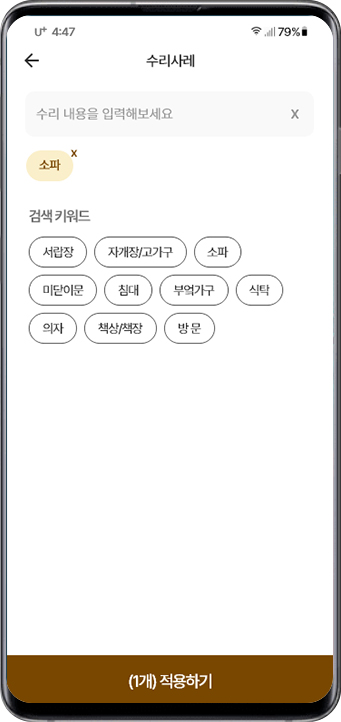 U+ 4:47 79%
수리사례
수리 내용을 입력해보세요 X
소파 X
검색 키워드
서랍장 자개장/고가구 소파
미닫이문 침대 부엌가구 식탁
의자 책상/책장 방 문
(1개) 적용하기